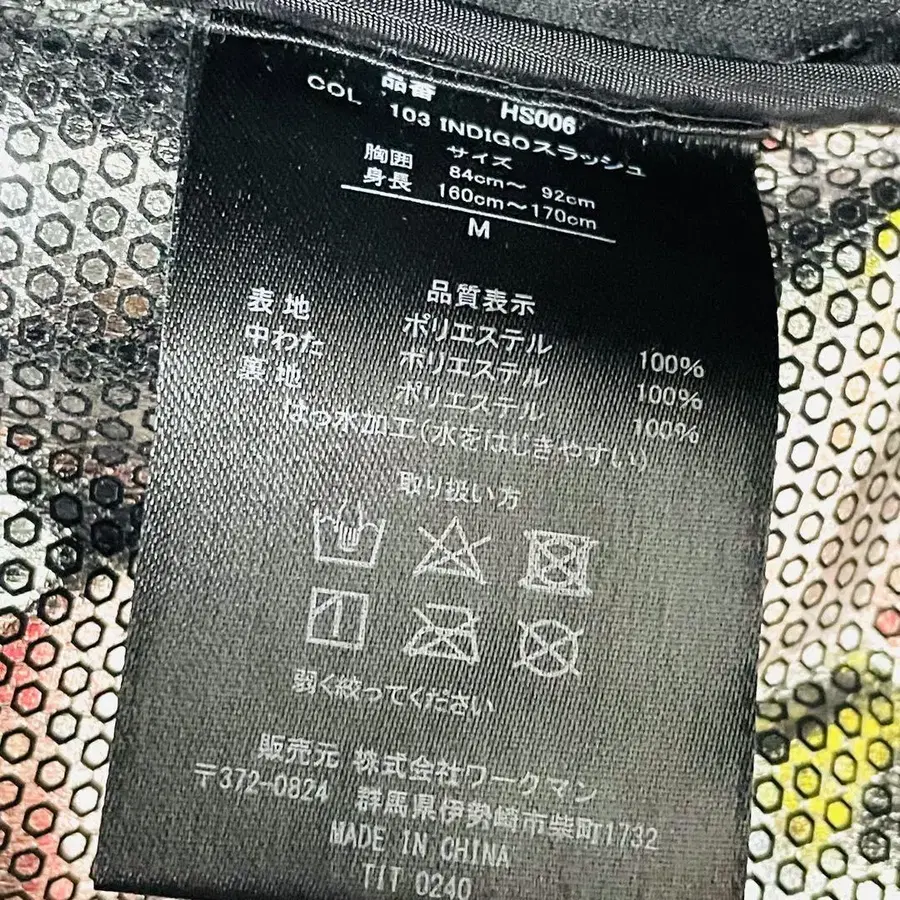 品番 HS006
COL 103 INDIGOスラッシュ
サイズ
胸囲 84cm～ 92cm
身長 160cm～170cm
M
品質表示
表地 ポリエステル 100%
中わた ポリエステル 100%
裏地 ポリエステル 100%
はっ水加工(水をはじきやすい)
取り扱い方
弱く絞ってください
販売元 株式会社ワークマン
〒372-0824 群馬県伊勢崎市柴町1732
MADE IN CHINA
TIT 0240